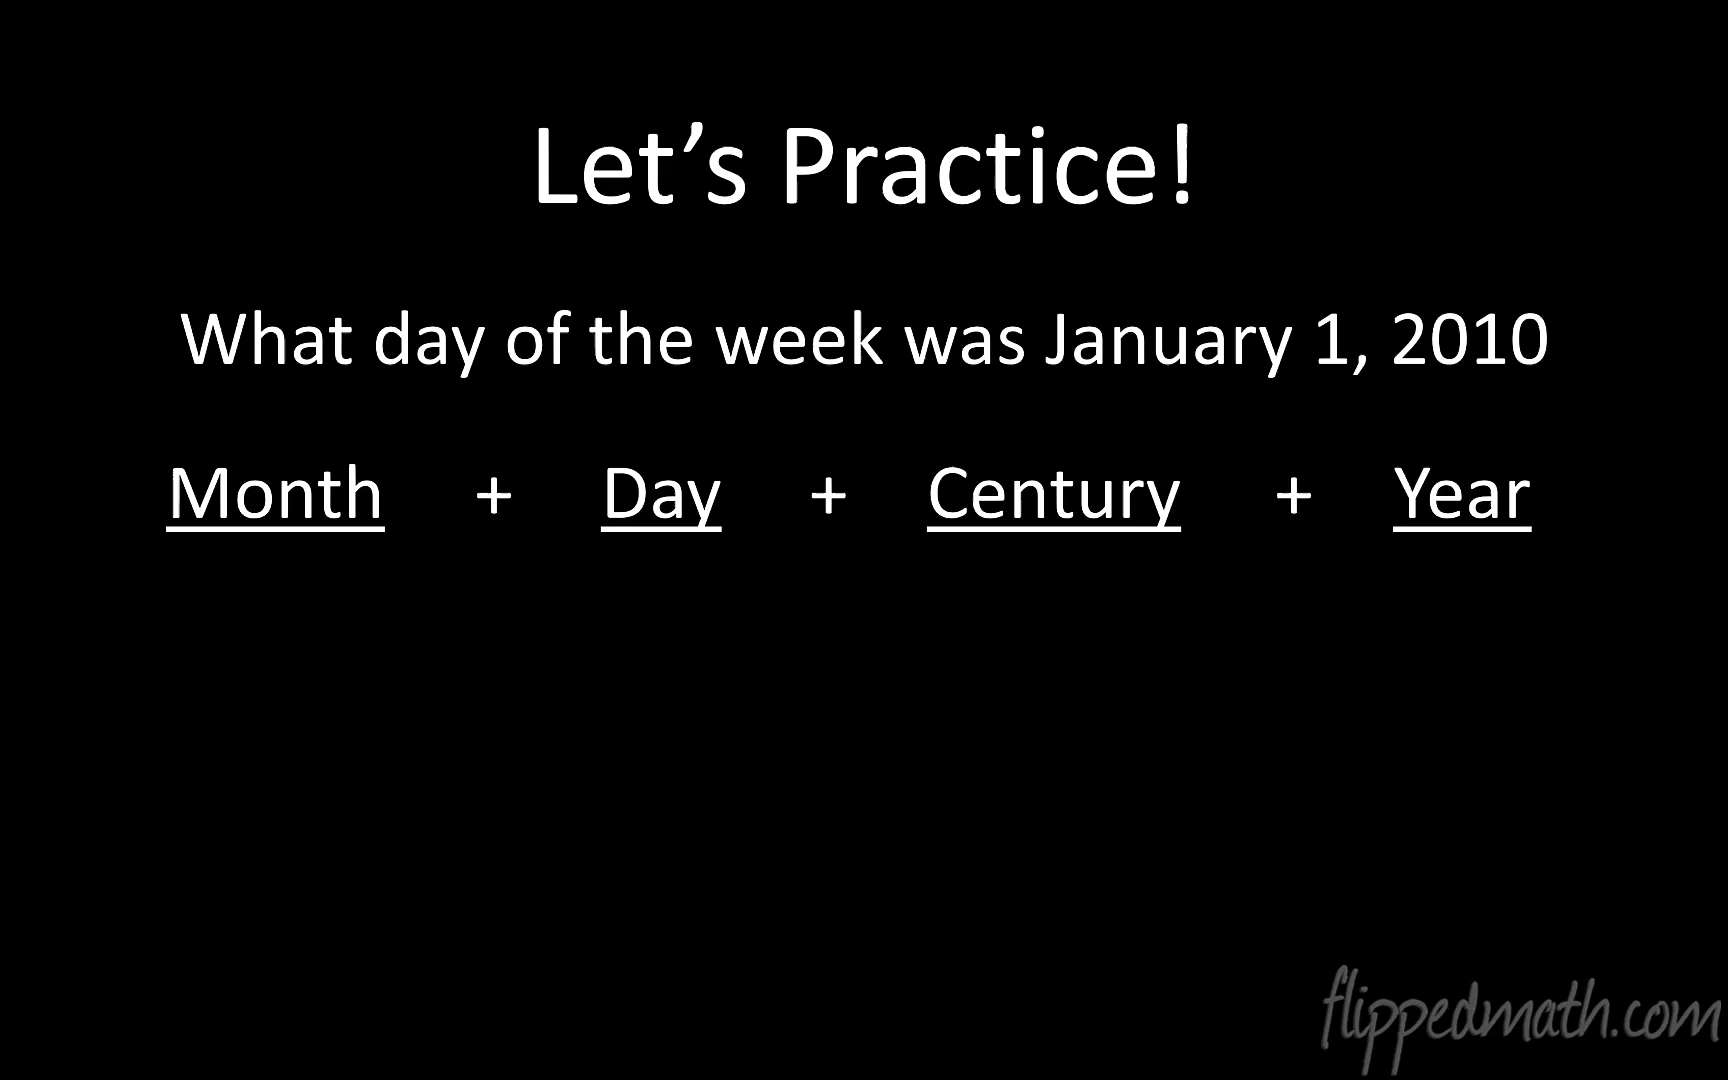 Let’s Practice!
What day of the week was January 1, 2010
Month + Day + Century + Year
flippedmath.com